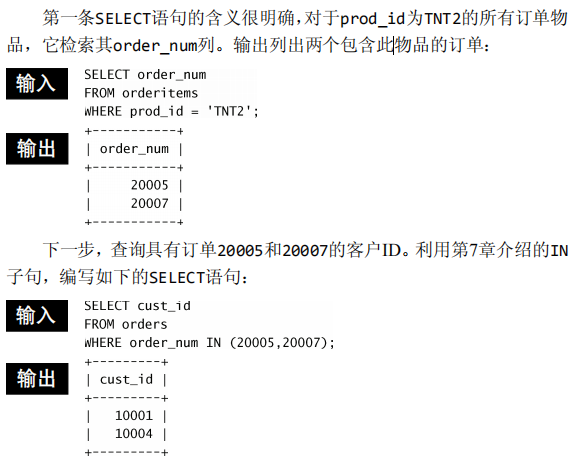 第一条SELECT语句的含义很明确，对于prod_id为TNT2的所有订单物
品，它检索其order_num列。输出列出两个包含此物品的订单：
输入
SELECT order_num
FROM orderitems
WHERE prod_id = 'TNT2';
输出
+-----------+
| order_num |
+-----------+
|     20005 |
|     20007 |
+-----------+
下一步，查询具有订单20005和20007的客户ID。利用第7章介绍的IN
子句，编写如下的SELECT语句：
输入
SELECT cust_id
FROM orders
WHERE order_num IN (20005,20007);
输出
+---------+
| cust_id |
+---------+
|   10001 |
|   10004 |
+---------+